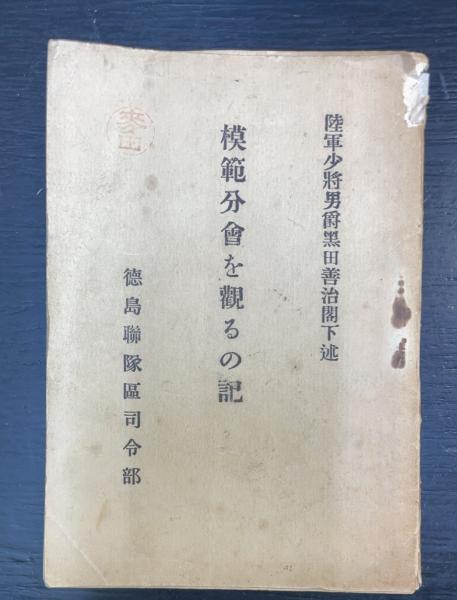 陸軍少將男爵黑田善治閣下述
模範分會を觀るの記
德島聯隊區司令部